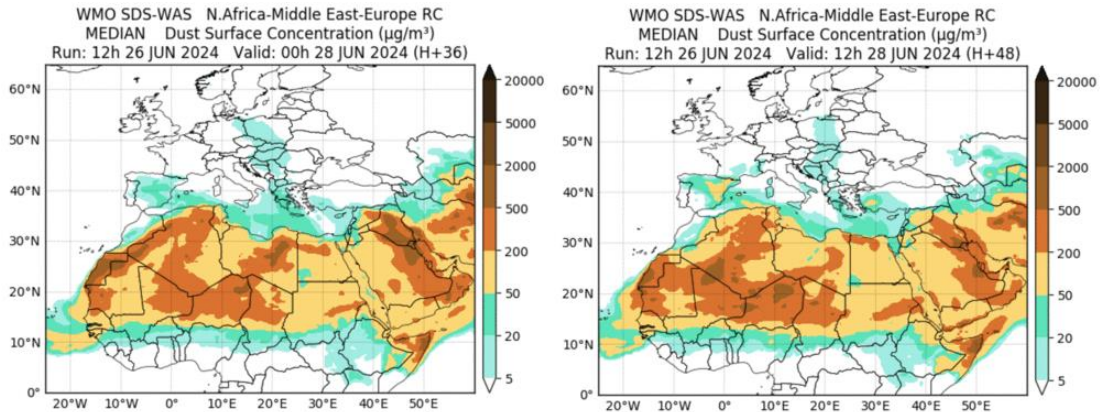 WMO SDS-WAS N.Africa-Middle East-Europe RC
MEDIAN Dust Surface Concentration (µg/m³)
Run: 12h 26 JUN 2024 Valid: 00h 28 JUN 2024 (H+36)
60°N
50°N
40°N
30°N
20°N
10°N
0°
20°W
10°W
0°
10°E
20°E
30°E
40°E
50°E
20000
5000
2000
500
200
50
20
5
WMO SDS-WAS N.Africa-Middle East-Europe RC
MEDIAN Dust Surface Concentration (µg/m³)
Run: 12h 26 JUN 2024 Valid: 12h 28 JUN 2024 (H+48)
60°N
50°N
40°N
30°N
20°N
10°N
0°
20°W
10°W
0°
10°E
20°E
30°E
40°E
50°E
20000
5000
2000
500
200
50
20
5